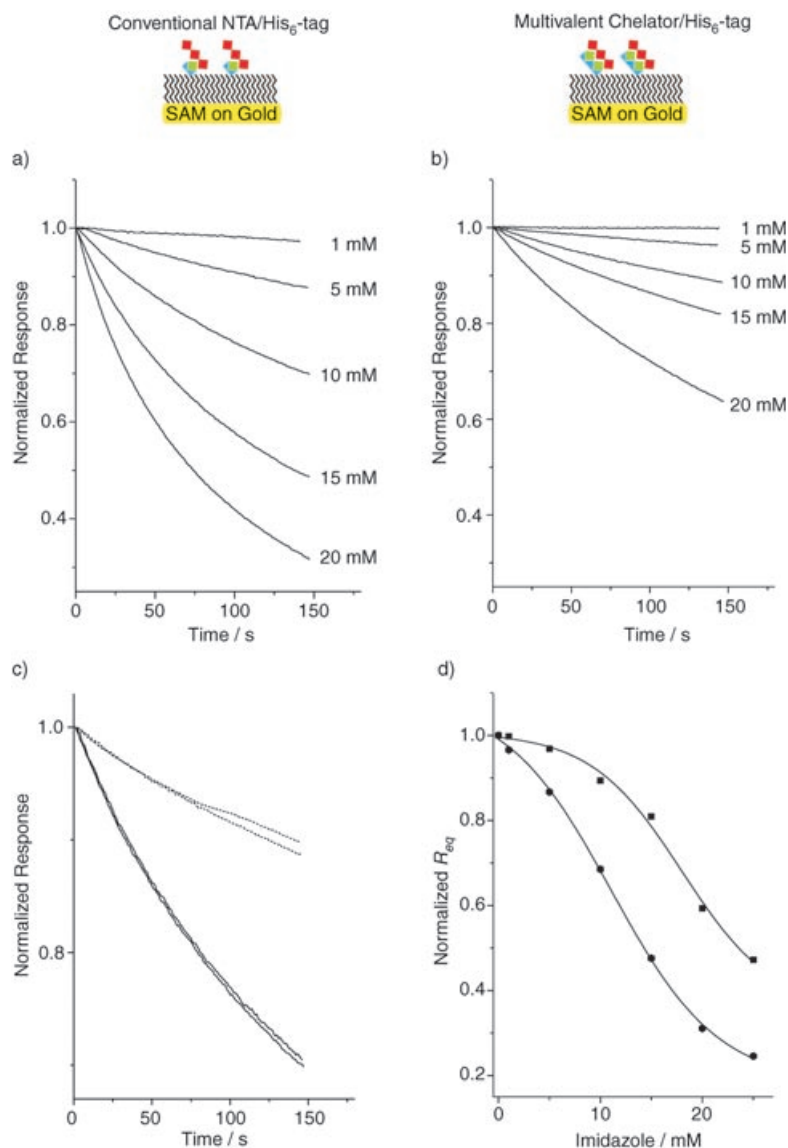 Conventional NTA/His₆-tag
SAM on Gold
Multivalent Chelator/His₆-tag
SAM on Gold
a)
Normalized Response
1.0
0.8
0.6
0.4
1 mM
5 mM
10 mM
15 mM
20 mM
0
50
100
150
Time / s
b)
Normalized Response
1.0
0.8
0.6
0.4
1 mM
5 mM
10 mM
15 mM
20 mM
0
50
100
150
Time / s
c)
Normalized Response
1.0
0.8
0
50
100
150
Time / s
d)
Normalized R_eq
1.0
0.8
0.6
0.4
0.2
0
10
20
Imidazole / mM